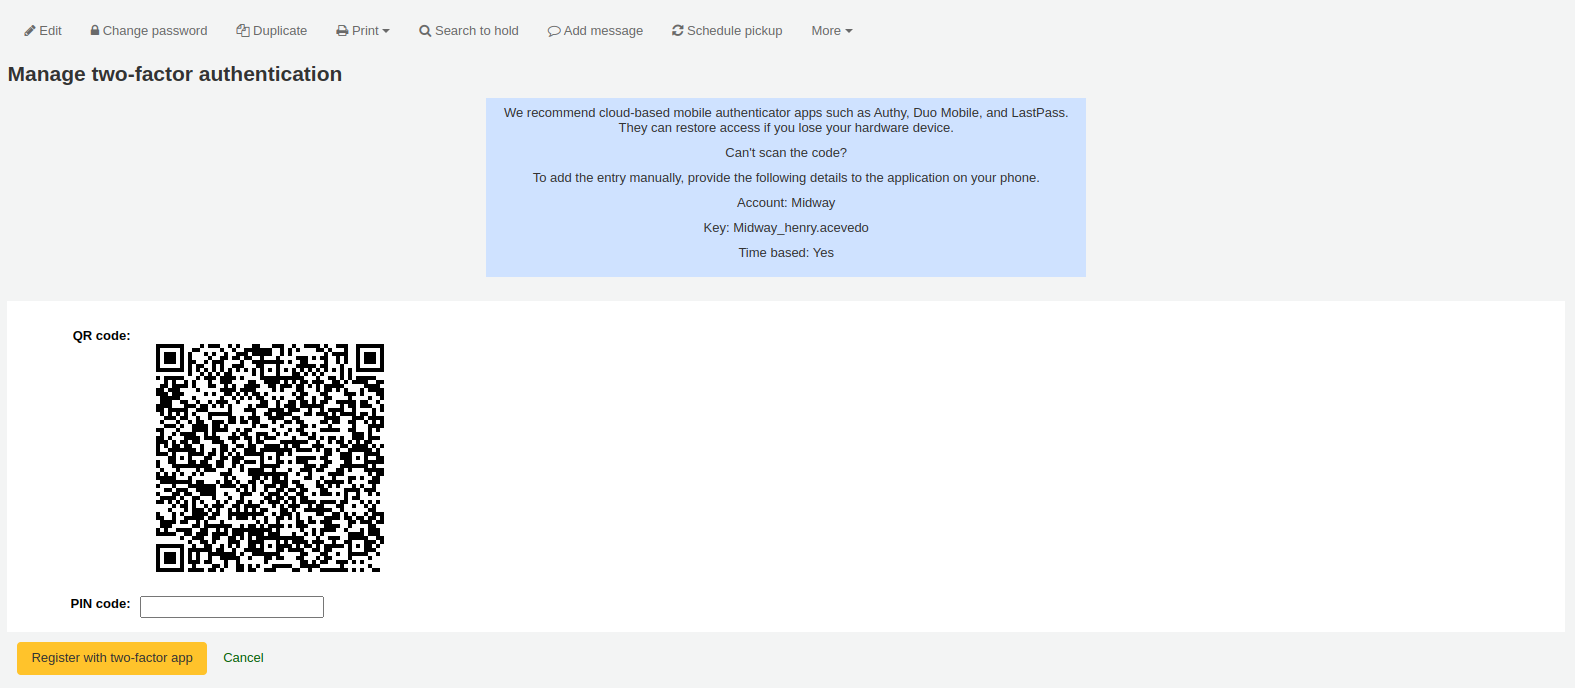 Edit Change password Duplicate Print Search to hold Add message Schedule pickup More
Manage two-factor authentication
We recommend cloud-based mobile authenticator apps such as Authy, Duo Mobile, and LastPass.
They can restore access if you lose your hardware device.
Can't scan the code?
To add the entry manually, provide the following details to the application on your phone.
Account: Midway
Key: Midway_henry.acevedo
Time based: Yes
QR code:
PIN code:
Register with two-factor app Cancel